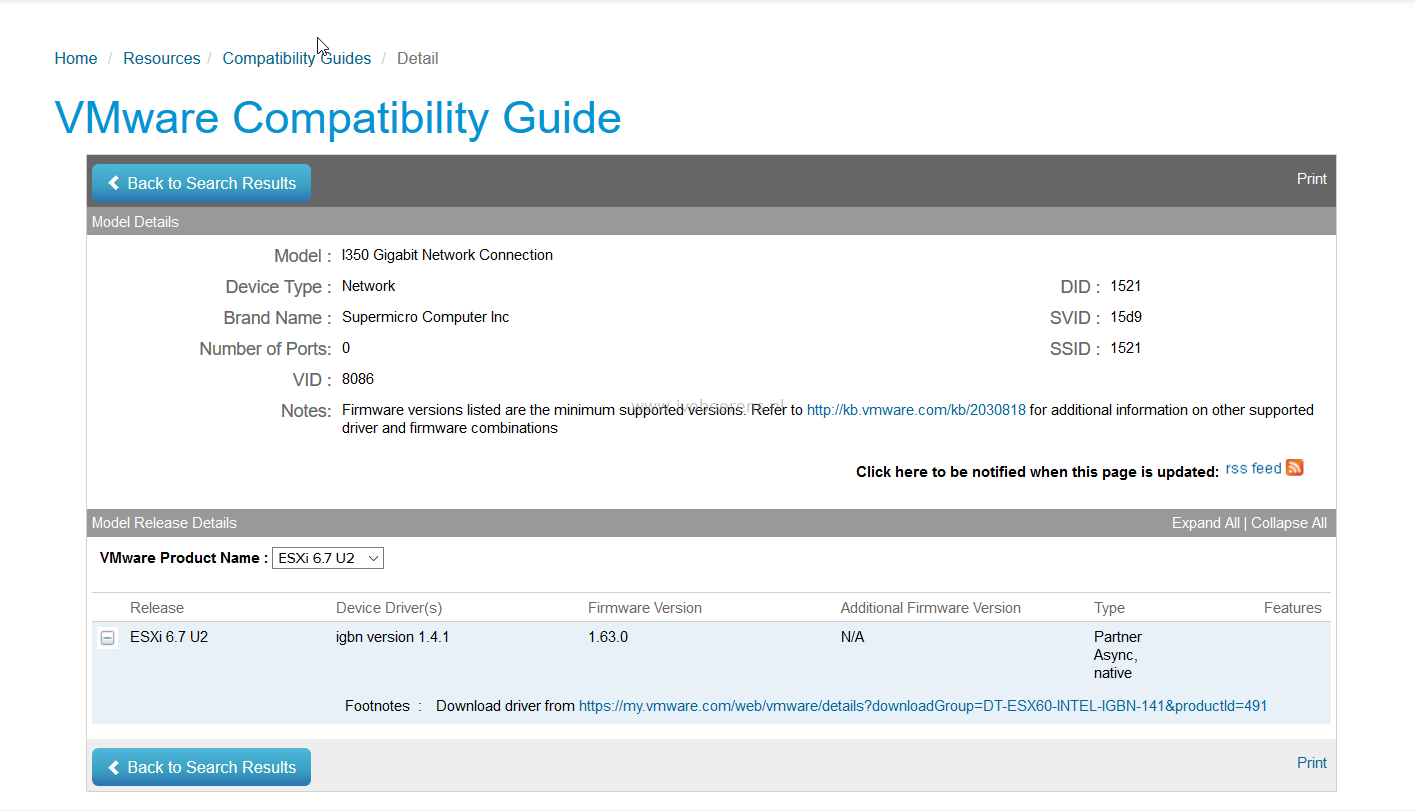 Home / Resources / Compatibility Guides / Detail
VMware Compatibility Guide
Back to Search Results
Print
Model Details
Model : I350 Gigabit Network Connection
Device Type : Network
DID : 1521
Brand Name : Supermicro Computer Inc
SVID : 15d9
Number of Ports: 0
SSID : 1521
VID : 8086
Notes: Firmware versions listed are the minimum supported versions. Refer to http://kb.vmware.com/kb/2030818 for additional information on other supported
driver and firmware combinations
Click here to be notified when this page is updated: rss feed
Model Release Details
Expand All | Collapse All
VMware Product Name : ESXi 6.7 U2
Release Device Driver(s) Firmware Version Additional Firmware Version Type Features
ESXi 6.7 U2 igbn version 1.4.1 1.63.0 N/A Partner
Async,
native
Footnotes : Download driver from https://my.vmware.com/web/vmware/details?downloadGroup=DT-ESX60-INTEL-IGBN-141&productId=491
Back to Search Results
Print